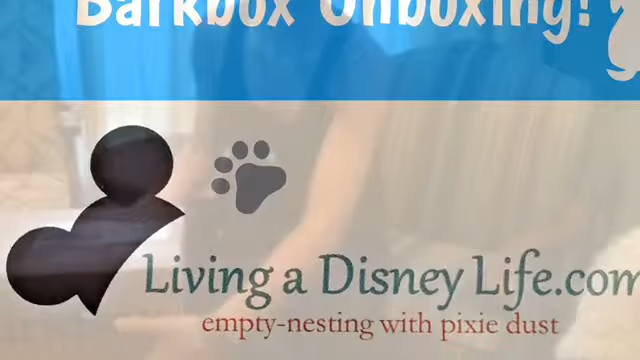 Barkbox Unboxing!
Living a Disney Life.com
empty-nesting with pixie dust